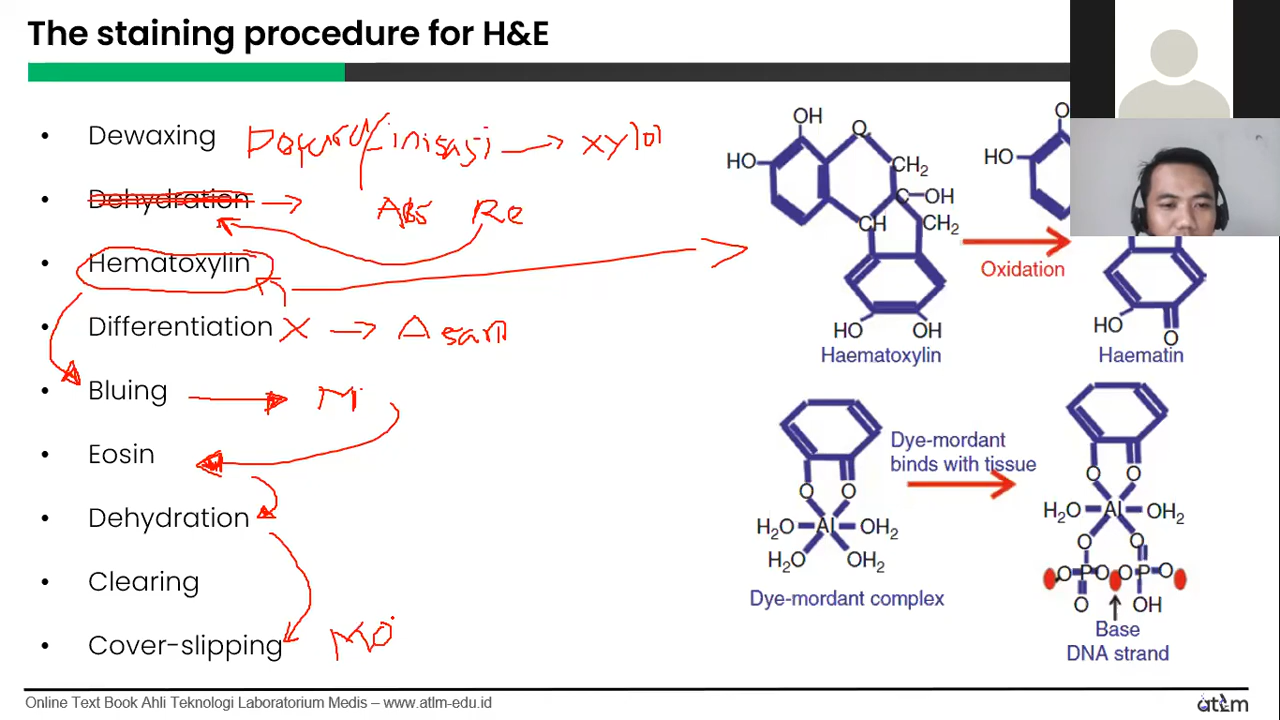 The staining procedure for H&E
• Dewaxing → xylol
• Dehydration → Abs Re
• Hematoxylin
• Differentiation X → Asam
• Bluing → M
• Eosin
• Dehydration
• Clearing
• Cover-slipping Mo
OH
HO
O
CH2
C OH
CH
CH2
HO OH
Haematoxylin
Oxidation
O
OH
HO
O
Haematin
O O
H2O Al OH2
H2O OH2
Dye-mordant complex
Dye-mordant
binds with tissue
O O
H2O Al OH2
O O
O P O O P O
O OH
Base
DNA strand
Online Text Book Ahli Teknologi Laboratorium Medis – www.atlm-edu.id
atlm